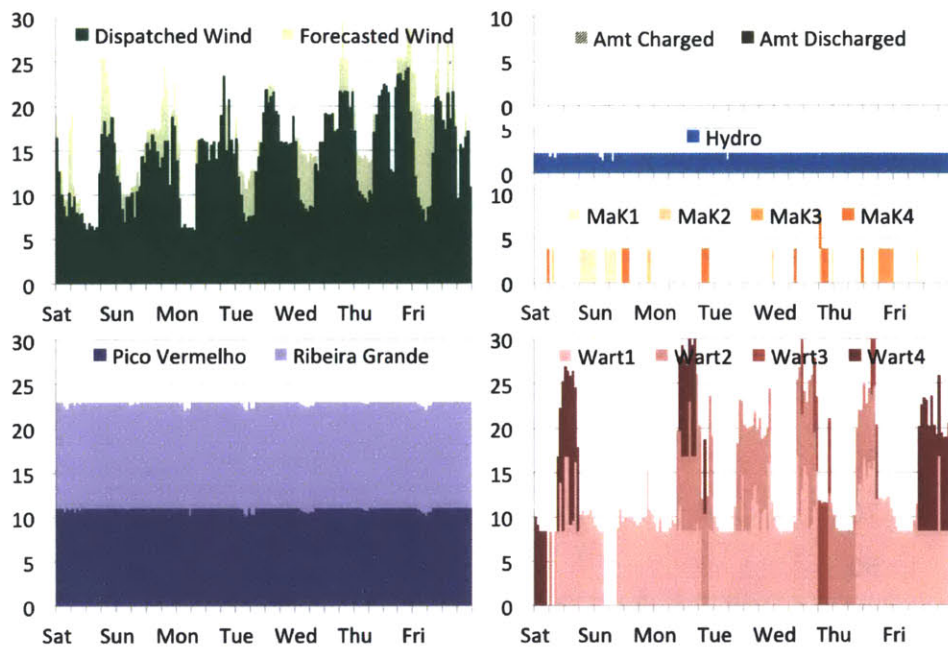 30
Dispatched Wind Forecasted Wind
25
20
15
10
5
0
Sat Sun Mon Tue Wed Thu Fri
10
Amt Charged Amt Discharged
5
0
5
Hydro
0
10
MaK1 MaK2 MaK3 MaK4
5
0
Sat Sun Mon Tue Wed Thu Fri
30
Pico Vermelho Ribeira Grande
25
20
15
10
5
0
Sat Sun Mon Tue Wed Thu Fri
30
Wart1 Wart2 Wart3 Wart4
25
20
15
10
5
0
Sat Sun Mon Tue Wed Thu Fri